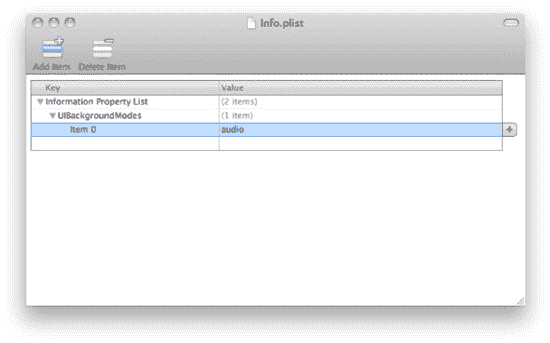 Info.plist
Add Item Delete Item
Key Value
Information Property List (2 items)
UIBackgroundModes (1 item)
Item 0 audio